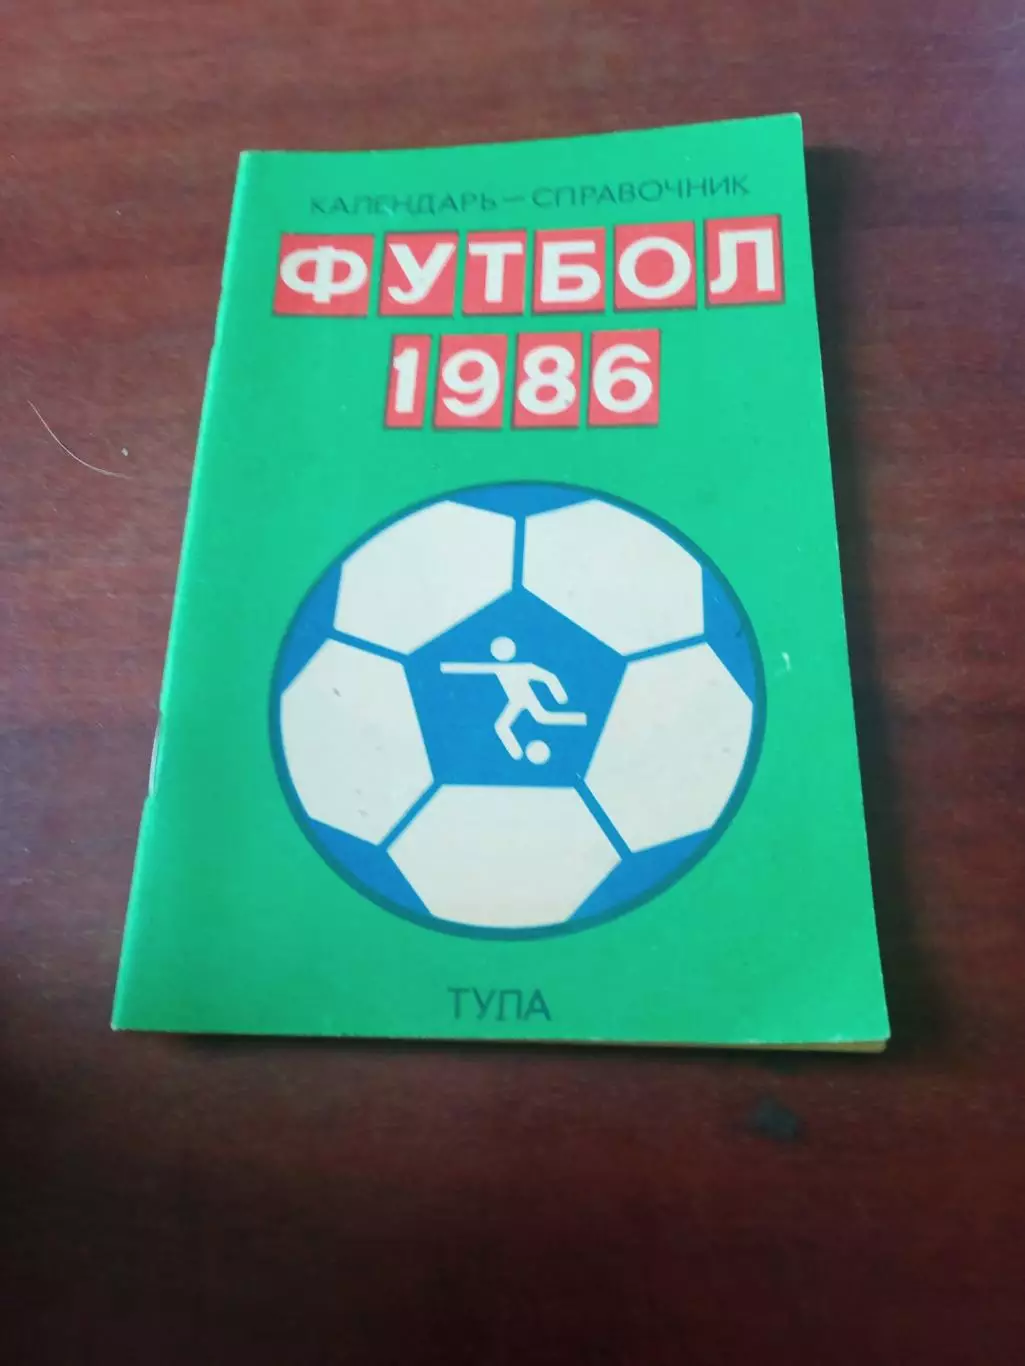 КАЛЕНДАРЬ – СПРАВОЧНИК
ФУТБОЛ
1986
ТУЛА